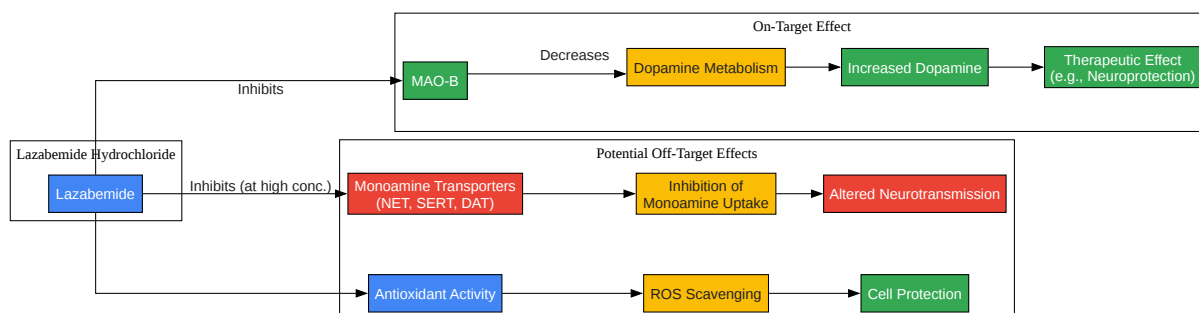 On-Target Effect
Decreases
MAO-B
Dopamine Metabolism
Increased Dopamine
Therapeutic Effect
(e.g., Neuroprotection)
Inhibits
Lazabemide Hydrochloride
Lazabemide
Potential Off-Target Effects
Inhibits (at high conc.)
Monoamine Transporters
(NET, SERT, DAT)
Inhibition of
Monoamine Uptake
Altered Neurotransmission
Antioxidant Activity
ROS Scavenging
Cell Protection